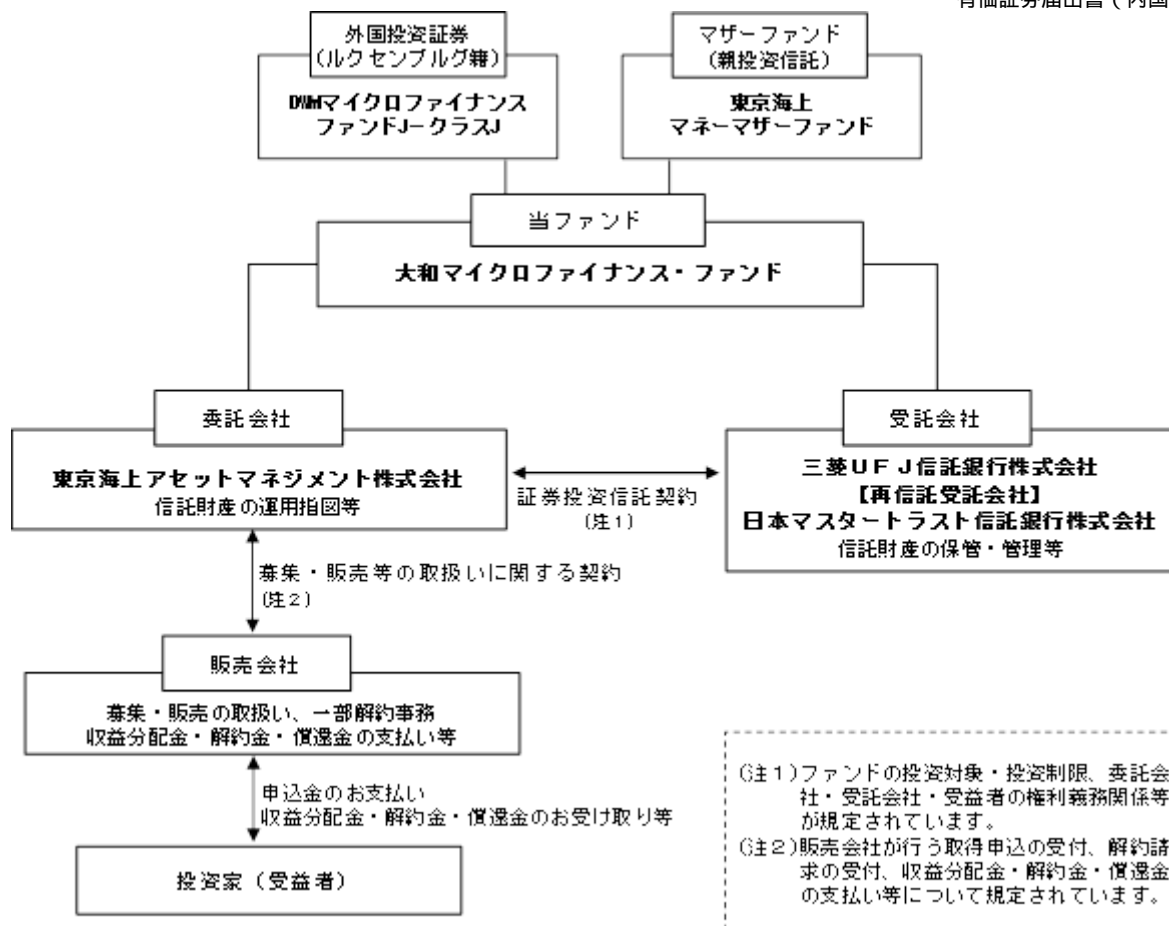 外国投資証券
(ルクセンブルグ籍)
DWMマイクロファイナンス
ファンドJークラスJ
マザーファンド
(親投資信託)
東京海上
マネーマザーファンド
当ファンド
大和マイクロファイナンス・ファンド
委託会社
東京海上アセットマネジメント株式会社
信託財産の運用指図等
証券投資信託契約
(注1)
受託会社
三菱UFJ信託銀行株式会社
【再信託受託会社】
日本マスタートラスト信託銀行株式会社
信託財産の保管・管理等
募集・販売等の取扱いに関する契約
(注2)
販売会社
募集・販売の取扱い、一部解約事務
収益分配金・解約金・償還金の支払い等
申込金のお支払い
収益分配金・解約金・償還金のお受け取り等
投資家(受益者)
(注1)ファンドの投資対象・投資制限、委託会
社・受託会社・受益者の権利義務関係等
が規定されています。
(注2)販売会社が行う取得申込の受付、解約請
求の受付、収益分配金・解約金・償還金
の支払い等について規定されています。